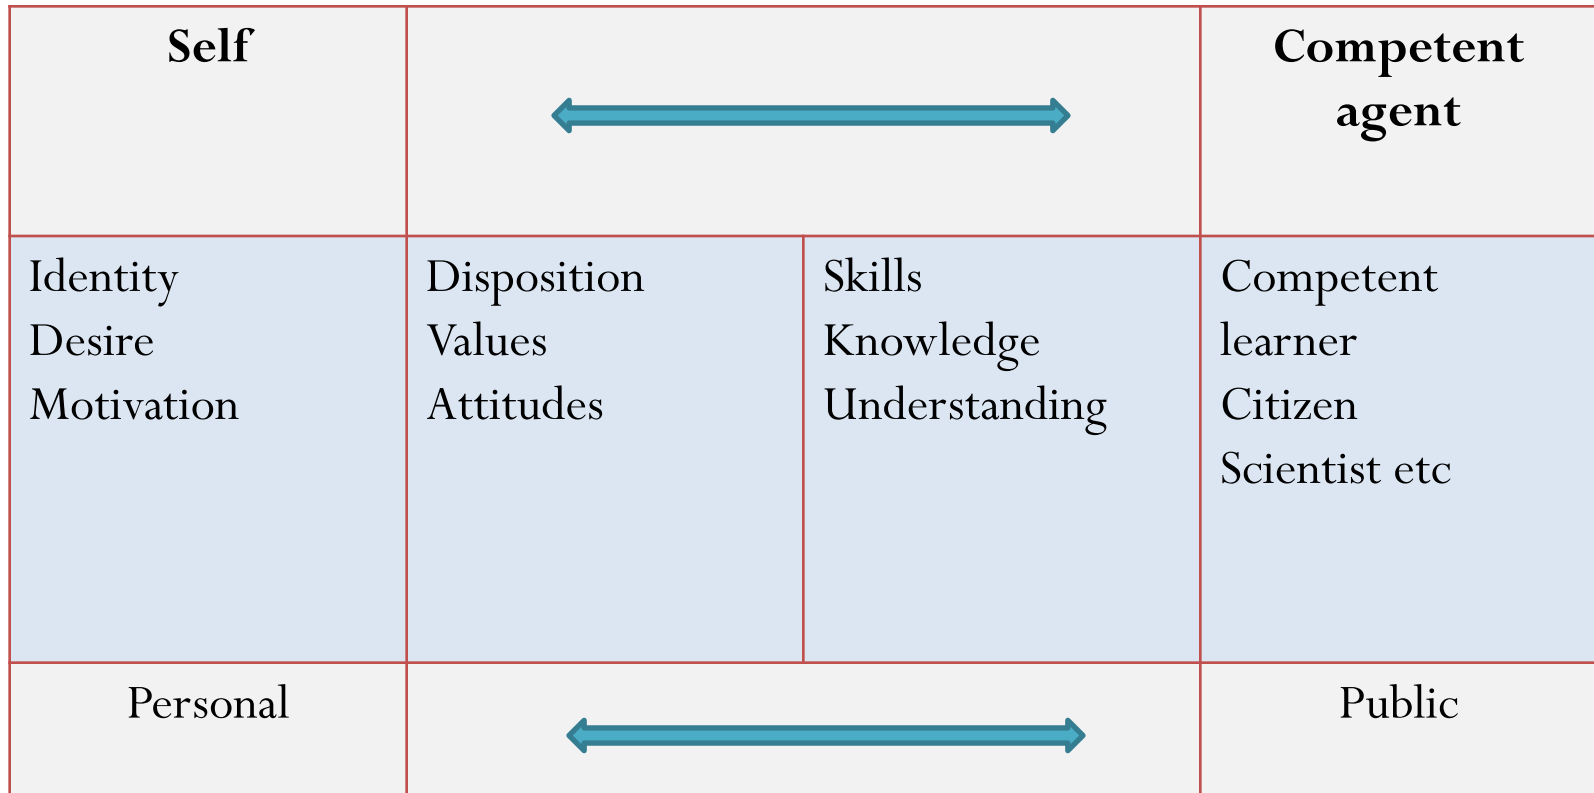 Self
Competent
agent
Identity
Desire
Motivation
Disposition
Values
Attitudes
Skills
Knowledge
Understanding
Competent
learner
Citizen
Scientist etc
Personal
Public